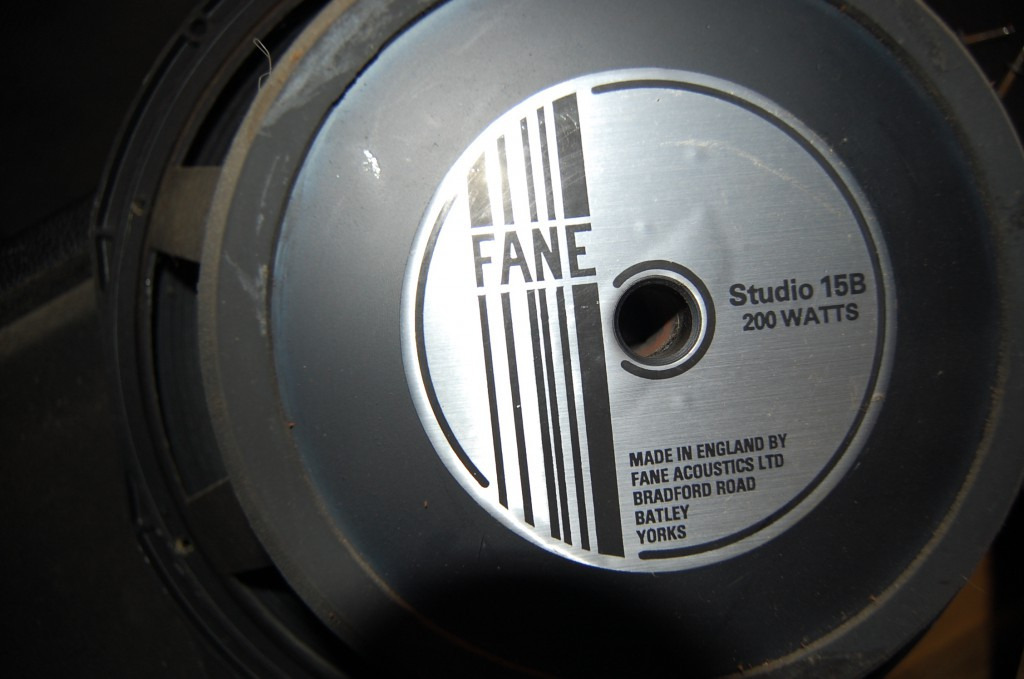 FANE
Studio 15B
200 WATTS
MADE IN ENGLAND BY
FANE ACOUSTICS LTD
BRADFORD ROAD
BATLEY
YORKS